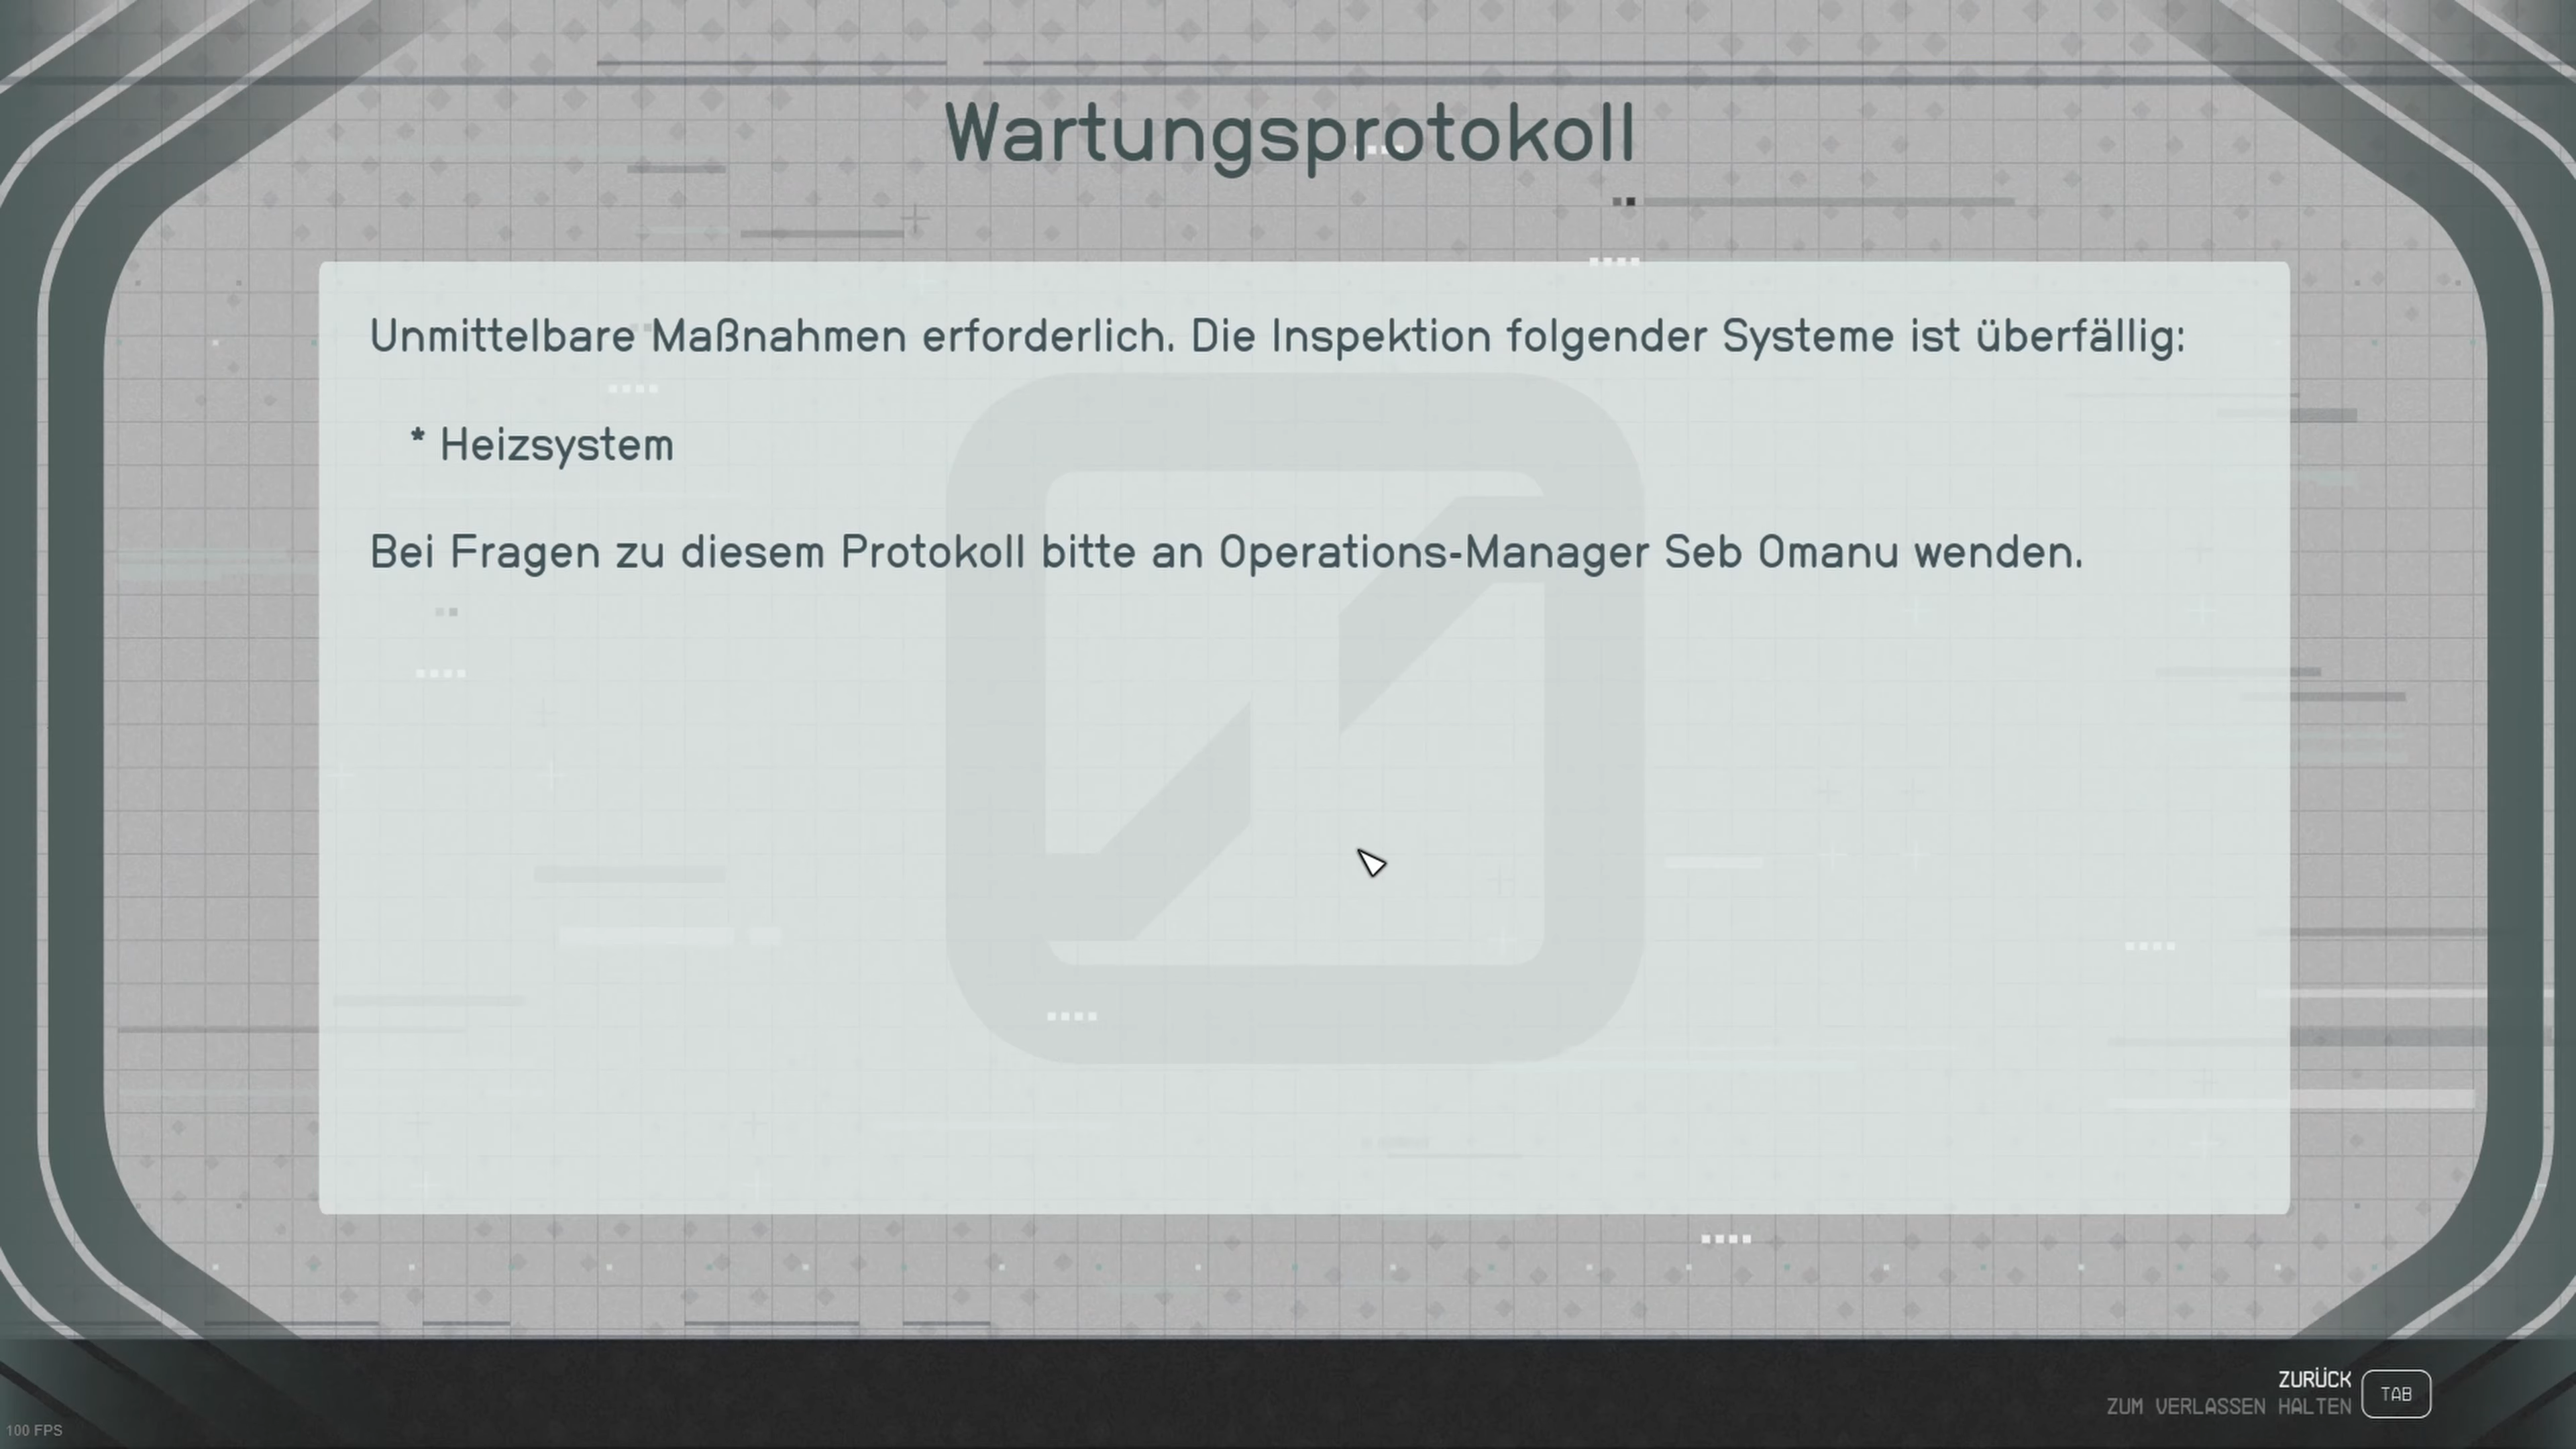 Wartungsprotokoll
Unmittelbare Maßnahmen erforderlich. Die Inspektion folgender Systeme ist überfällig:
* Heizsystem
Bei Fragen zu diesem Protokoll bitte an Operations-Manager Seb Omanu wenden.
ZURÜCK
ZUM VERLASSEN HALTEN
TAB
100 FPS